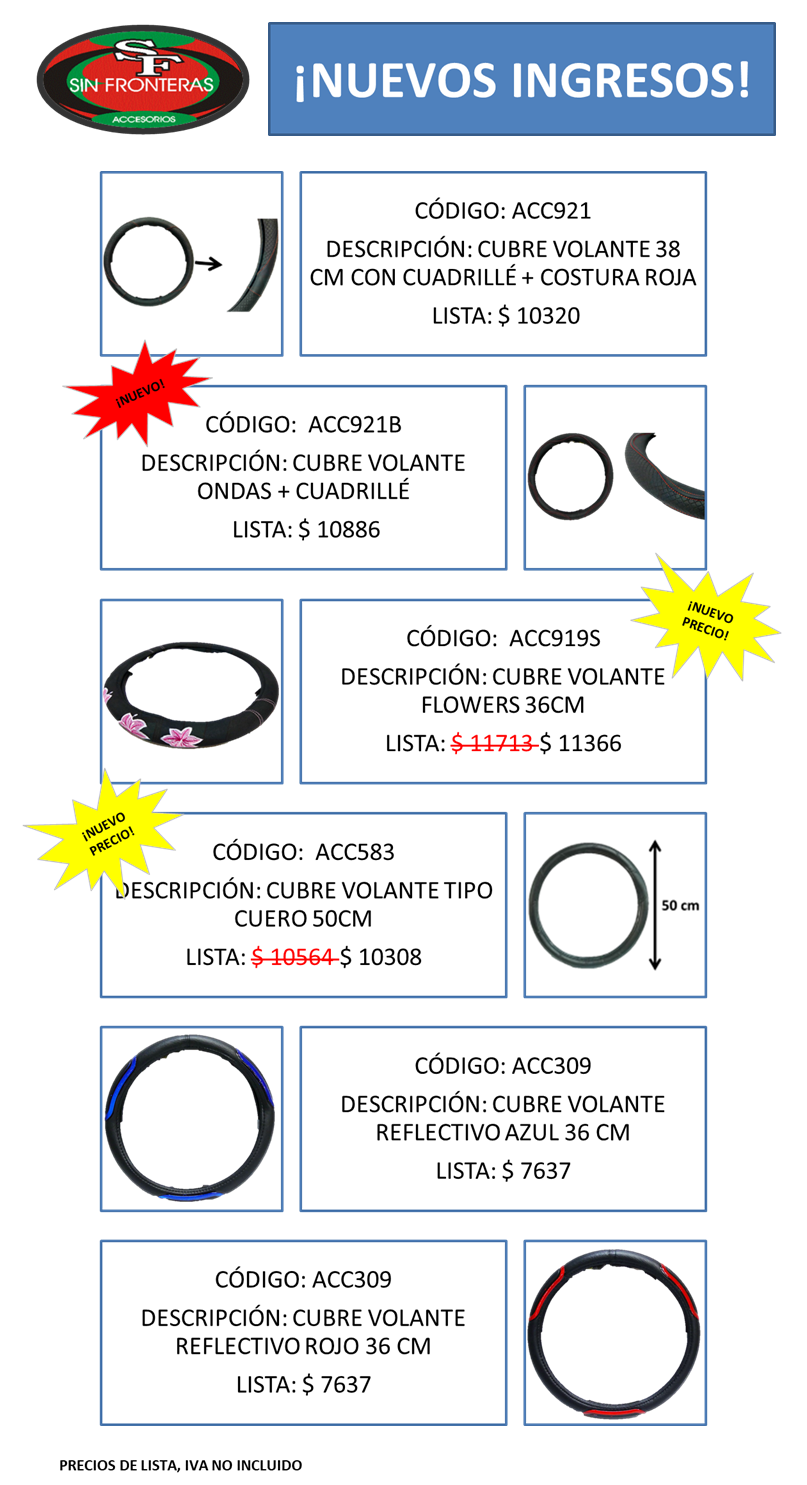 SF
SIN FRONTERAS
ACCESORIOS
¡NUEVOS INGRESOS!
CÓDIGO: ACC921
DESCRIPCIÓN: CUBRE VOLANTE 38
CM CON CUADRILLÉ + COSTURA ROJA
LISTA: $ 10320
¡NUEVO!
CÓDIGO: ACC921B
DESCRIPCIÓN: CUBRE VOLANTE
ONDAS + CUADRILLÉ
LISTA: $ 10886
¡NUEVO
PRECIO!
CÓDIGO: ACC919S
DESCRIPCIÓN: CUBRE VOLANTE
FLOWERS 36CM
LISTA: $ 11713 $ 11366
¡NUEVO
PRECIO!
CÓDIGO: ACC583
DESCRIPCIÓN: CUBRE VOLANTE TIPO
CUERO 50CM
LISTA: $ 10564 $ 10308
50 cm
CÓDIGO: ACC309
DESCRIPCIÓN: CUBRE VOLANTE
REFLECTIVO AZUL 36 CM
LISTA: $ 7637
CÓDIGO: ACC309
DESCRIPCIÓN: CUBRE VOLANTE
REFLECTIVO ROJO 36 CM
LISTA: $ 7637
PRECIOS DE LISTA, IVA NO INCLUIDO